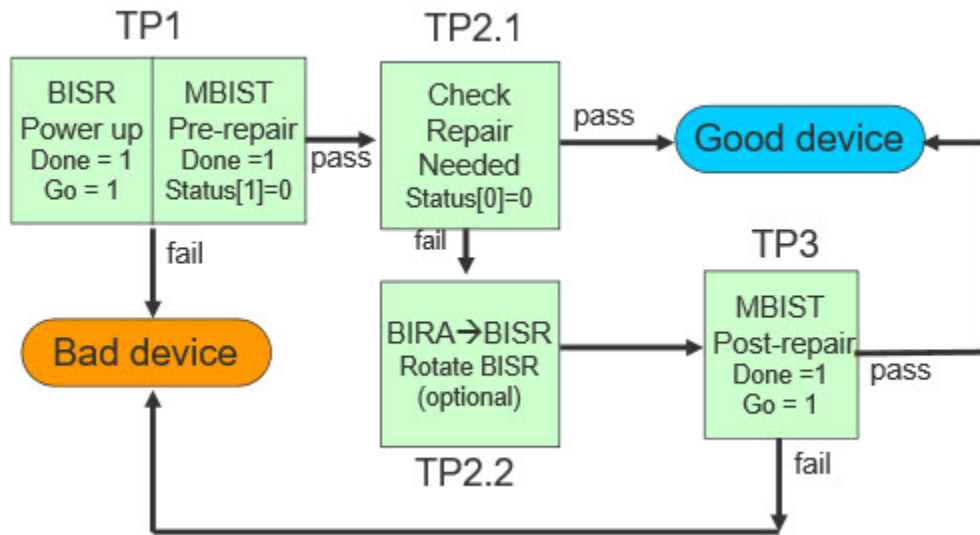 TP1
BISR
Power up
Done = 1
Go = 1
MBIST
Pre-repair
Done =1
Status[1]=0
pass
fail
Bad device
TP2.1
Check
Repair
Needed
Status[0]=0
pass
Good device
fail
BIRA→BISR
Rotate BISR
(optional)
TP2.2
TP3
MBIST
Post-repair
Done =1
Go = 1
pass
fail